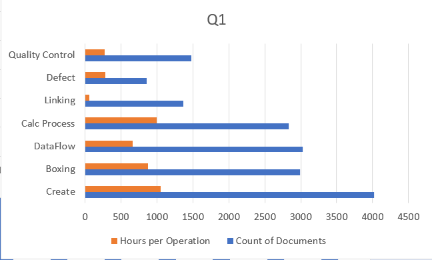 Q1
Quality Control
Defect
Linking
Calc Process
DataFlow
Boxing
Create
0 500 1000 1500 2000 2500 3000 3500 4000 4500
Hours per Operation Count of Documents